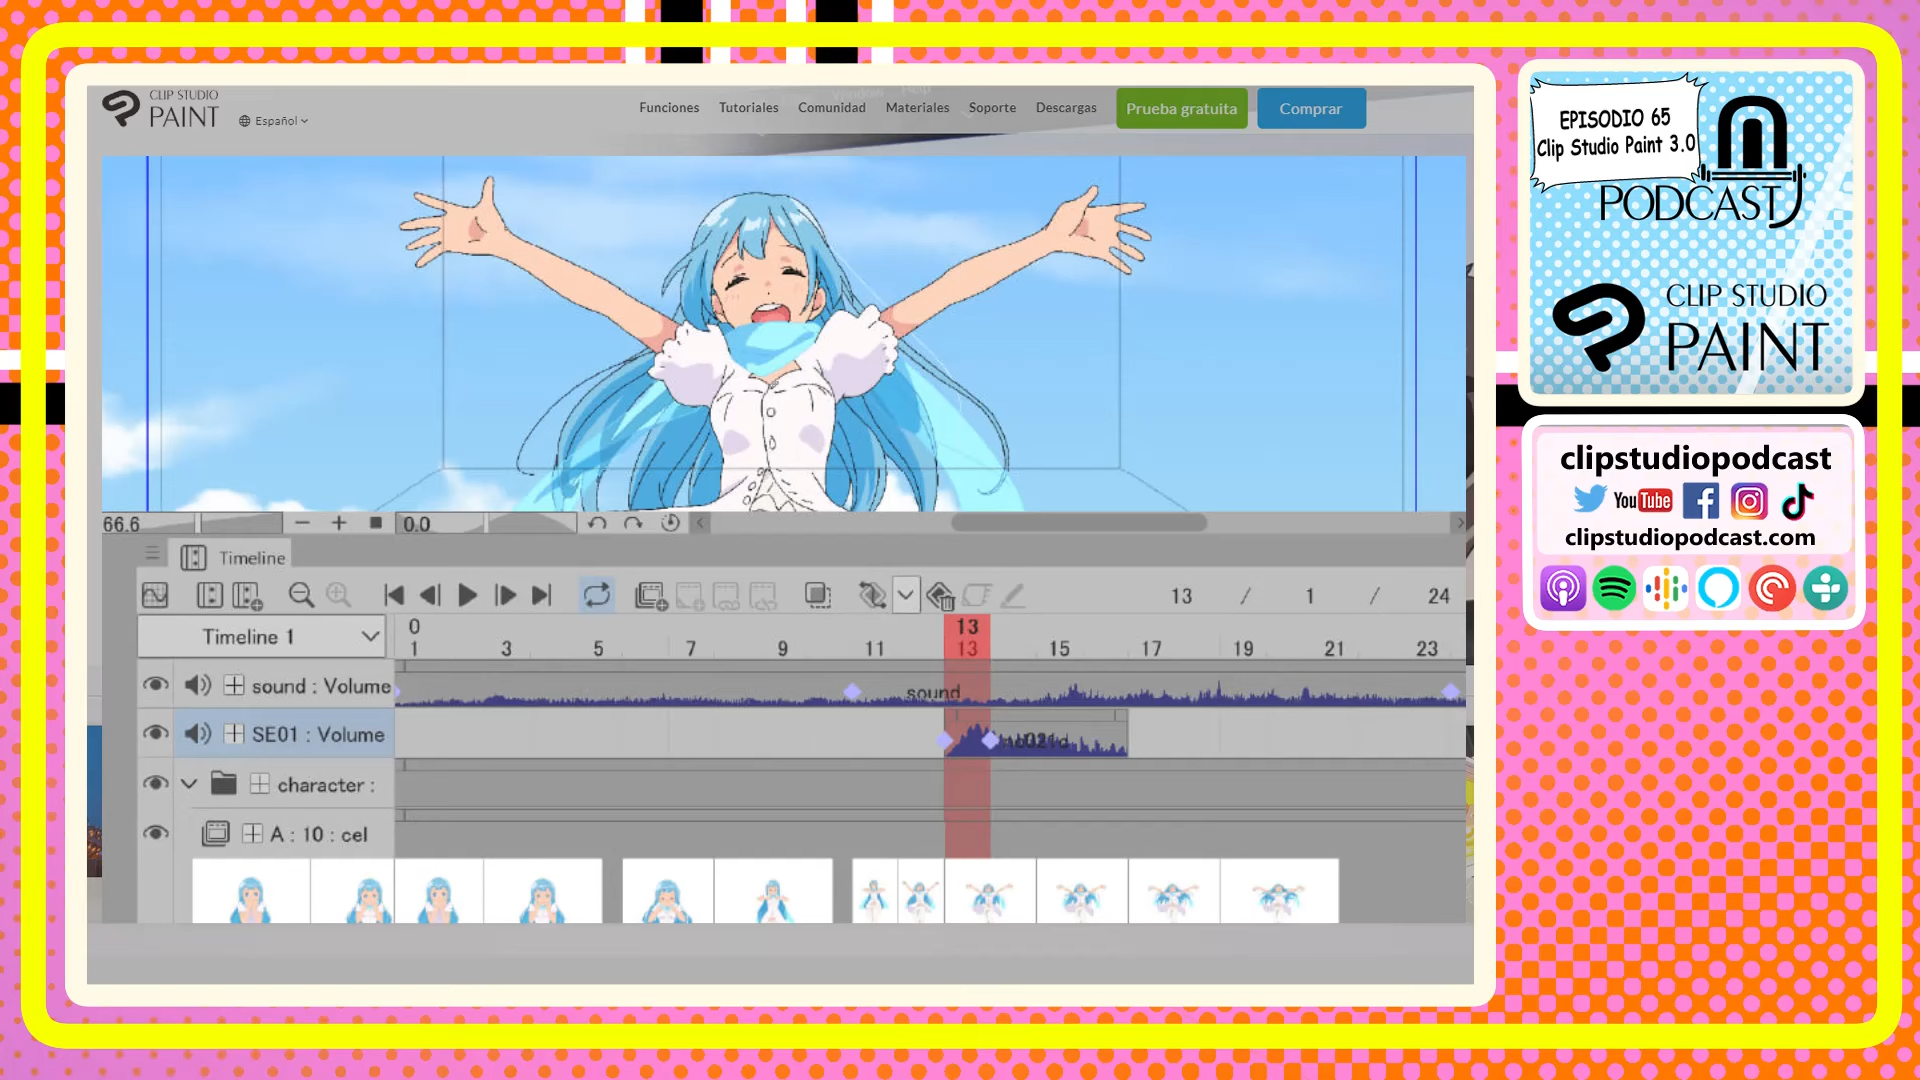 CLIP STUDIO
PAINT
Español
Funciones
Tutoriales
Comunidad
Materiales
Soporte
Descargas
Prueba gratuita
Comprar
66.6
0.0
Timeline
13 / 1 / 24
Timeline 1
0
13
1 3 5 7 9 11 13 15 17 19 21 23
sound : Volume
sound
SE01 : Volume
character :
A : 10 : cel
EPISODIO 65
Clip Studio Paint 3.0
PODCAST
CLIP STUDIO
PAINT
clipstudiopodcast
YouTube
clipstudiopodcast.com